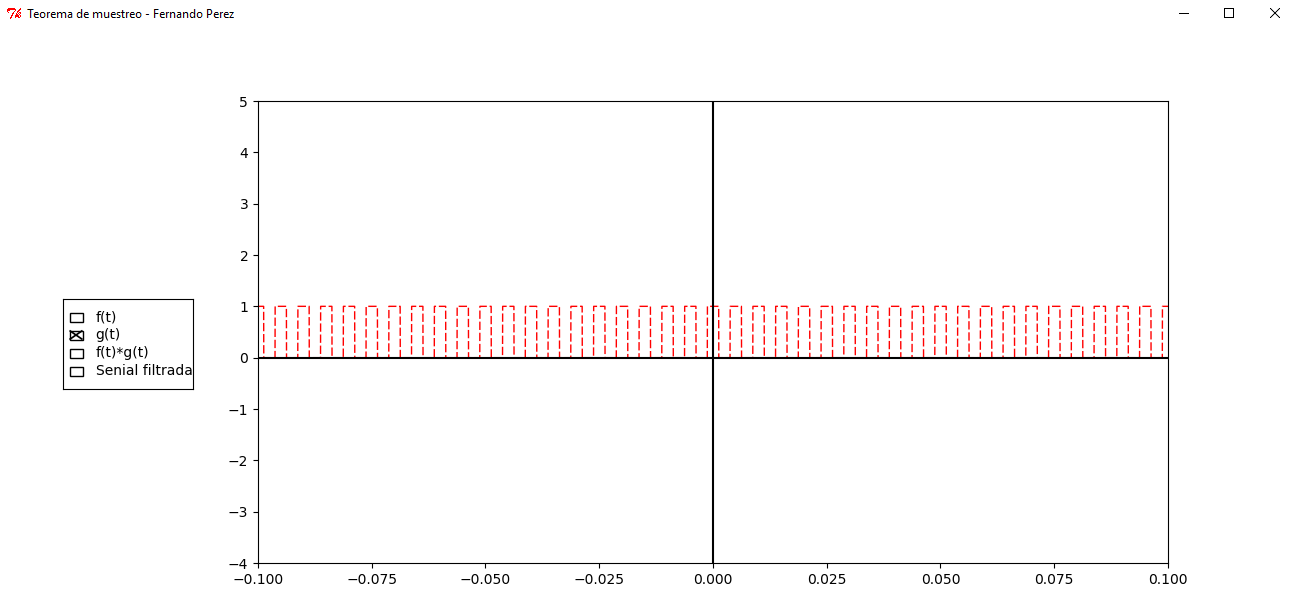 Teorema de muestreo - Fernando Perez
5
4
3
2
1
0
−1
−2
−3
−4
f(t)
g(t)
f(t)*g(t)
Senial filtrada
−0.100 −0.075 −0.050 −0.025 0.000 0.025 0.050 0.075 0.100